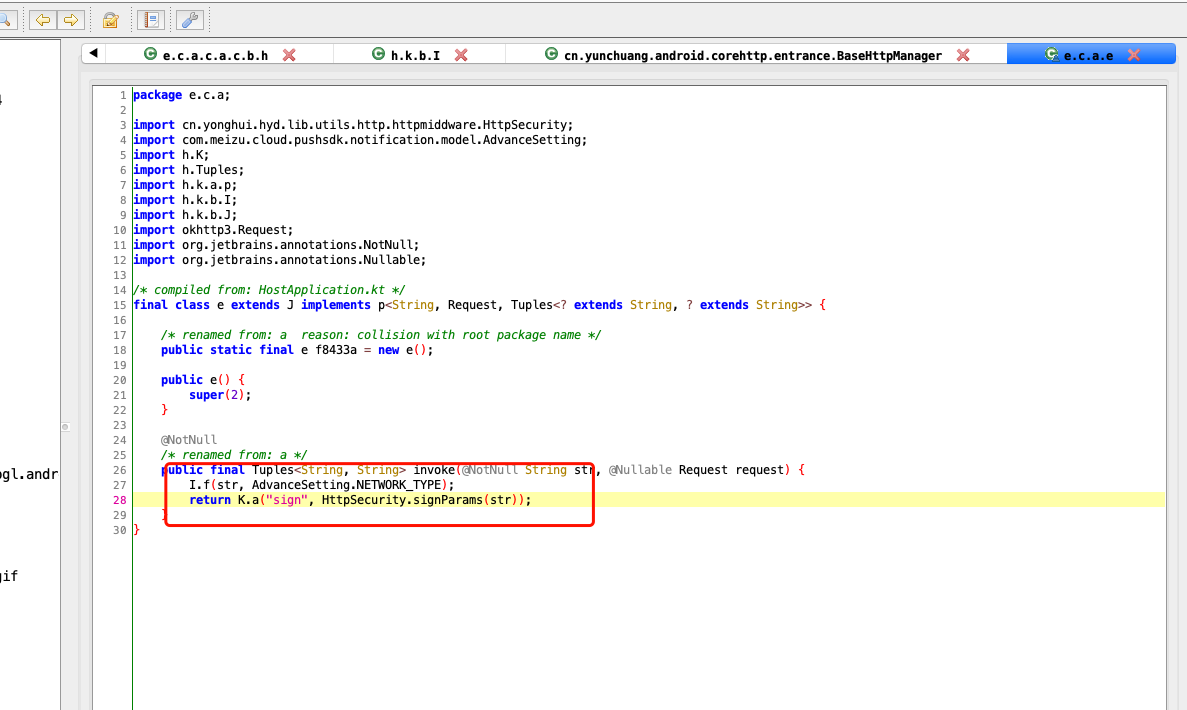 e.c.a.c.a.c.b.h
h.k.b.I
cn.yunchuang.android.corehttp.entrance.BaseHttpManager
e.c.a.e
1 package e.c.a;
2
3 import cn.yonghui.hyd.lib.utils.http.httpmiddware.HttpSecurity;
4 import com.meizu.cloud.pushsdk.notification.model.AdvanceSetting;
5 import h.K;
6 import h.Tuples;
7 import h.k.a.p;
8 import h.k.b.I;
9 import h.k.b.J;
10 import okhttp3.Request;
11 import org.jetbrains.annotations.NotNull;
12 import org.jetbrains.annotations.Nullable;
13
14 /* compiled from: HostApplication.kt */
15 final class e extends J implements p<String, Request, Tuples<? extends String, ? extends String>> {
16
17 /* renamed from: a  reason: collision with root package name */
18 public static final e f8433a = new e();
19
20 public e() {
21 super(2);
22 }
23
24 @NotNull
25 /* renamed from: a */
26 public final Tuples<String, String> invoke(@NotNull String str, @Nullable Request request) {
27 I.f(str, AdvanceSetting.NETWORK_TYPE);
28 return K.a("sign", HttpSecurity.signParams(str));
29 }
30 }
ogl.andr
gif